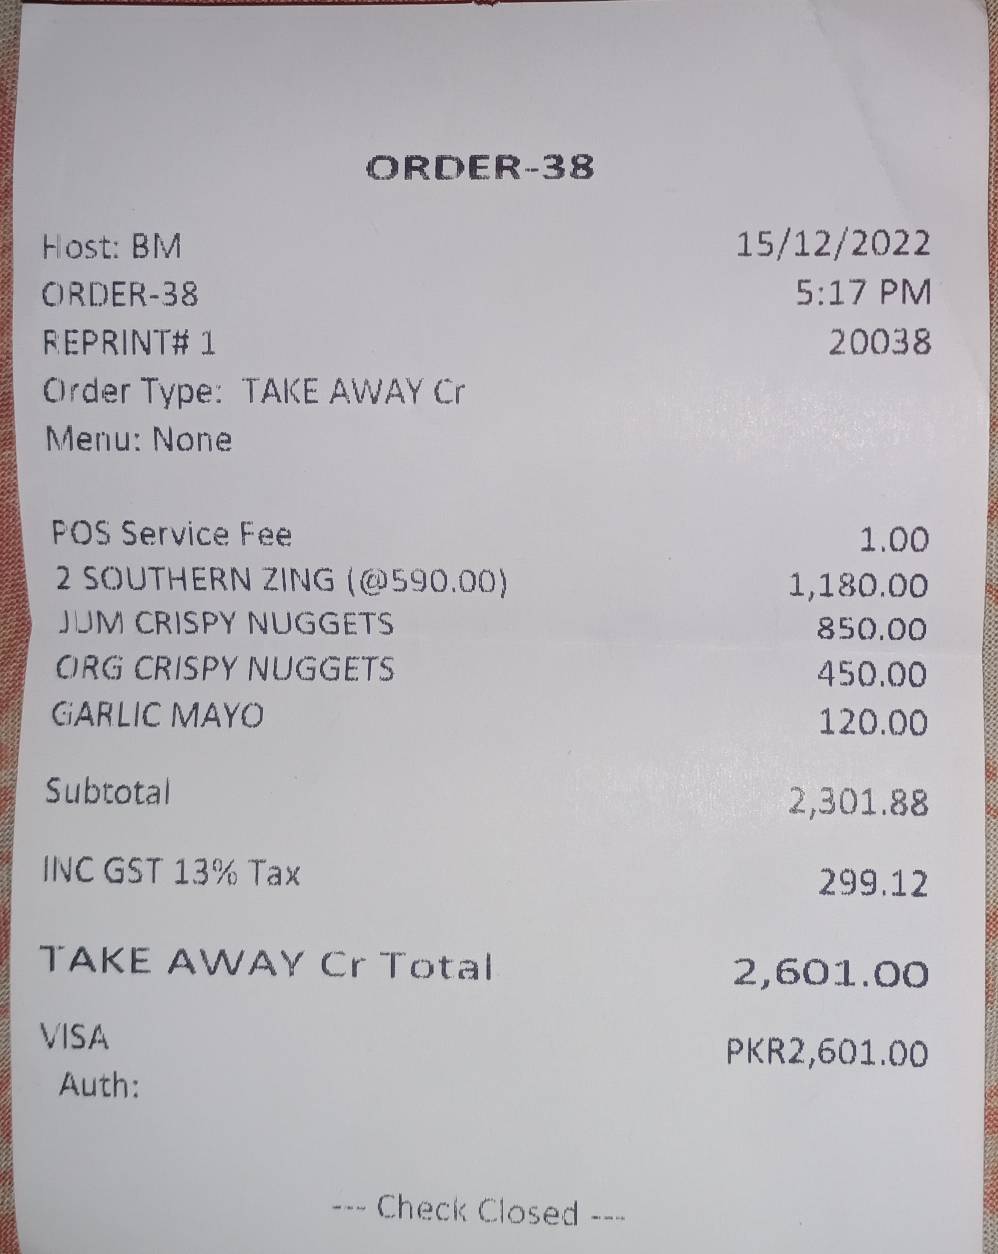 ORDER-38
Host: BM 15/12/2022
ORDER-38 5:17 PM
REPRINT# 1 20038
Order Type: TAKE AWAY Cr
Menu: None
POS Service Fee 1.00
2 SOUTHERN ZING (@590.00) 1,180.00
JUM CRISPY NUGGETS 850.00
ORG CRISPY NUGGETS 450.00
GARLIC MAYO 120.00
Subtotal 2,301.88
INC GST 13% Tax 299.12
TAKE AWAY Cr Total 2,601.00
VISA PKR2,601.00
Auth:
--- Check Closed ---